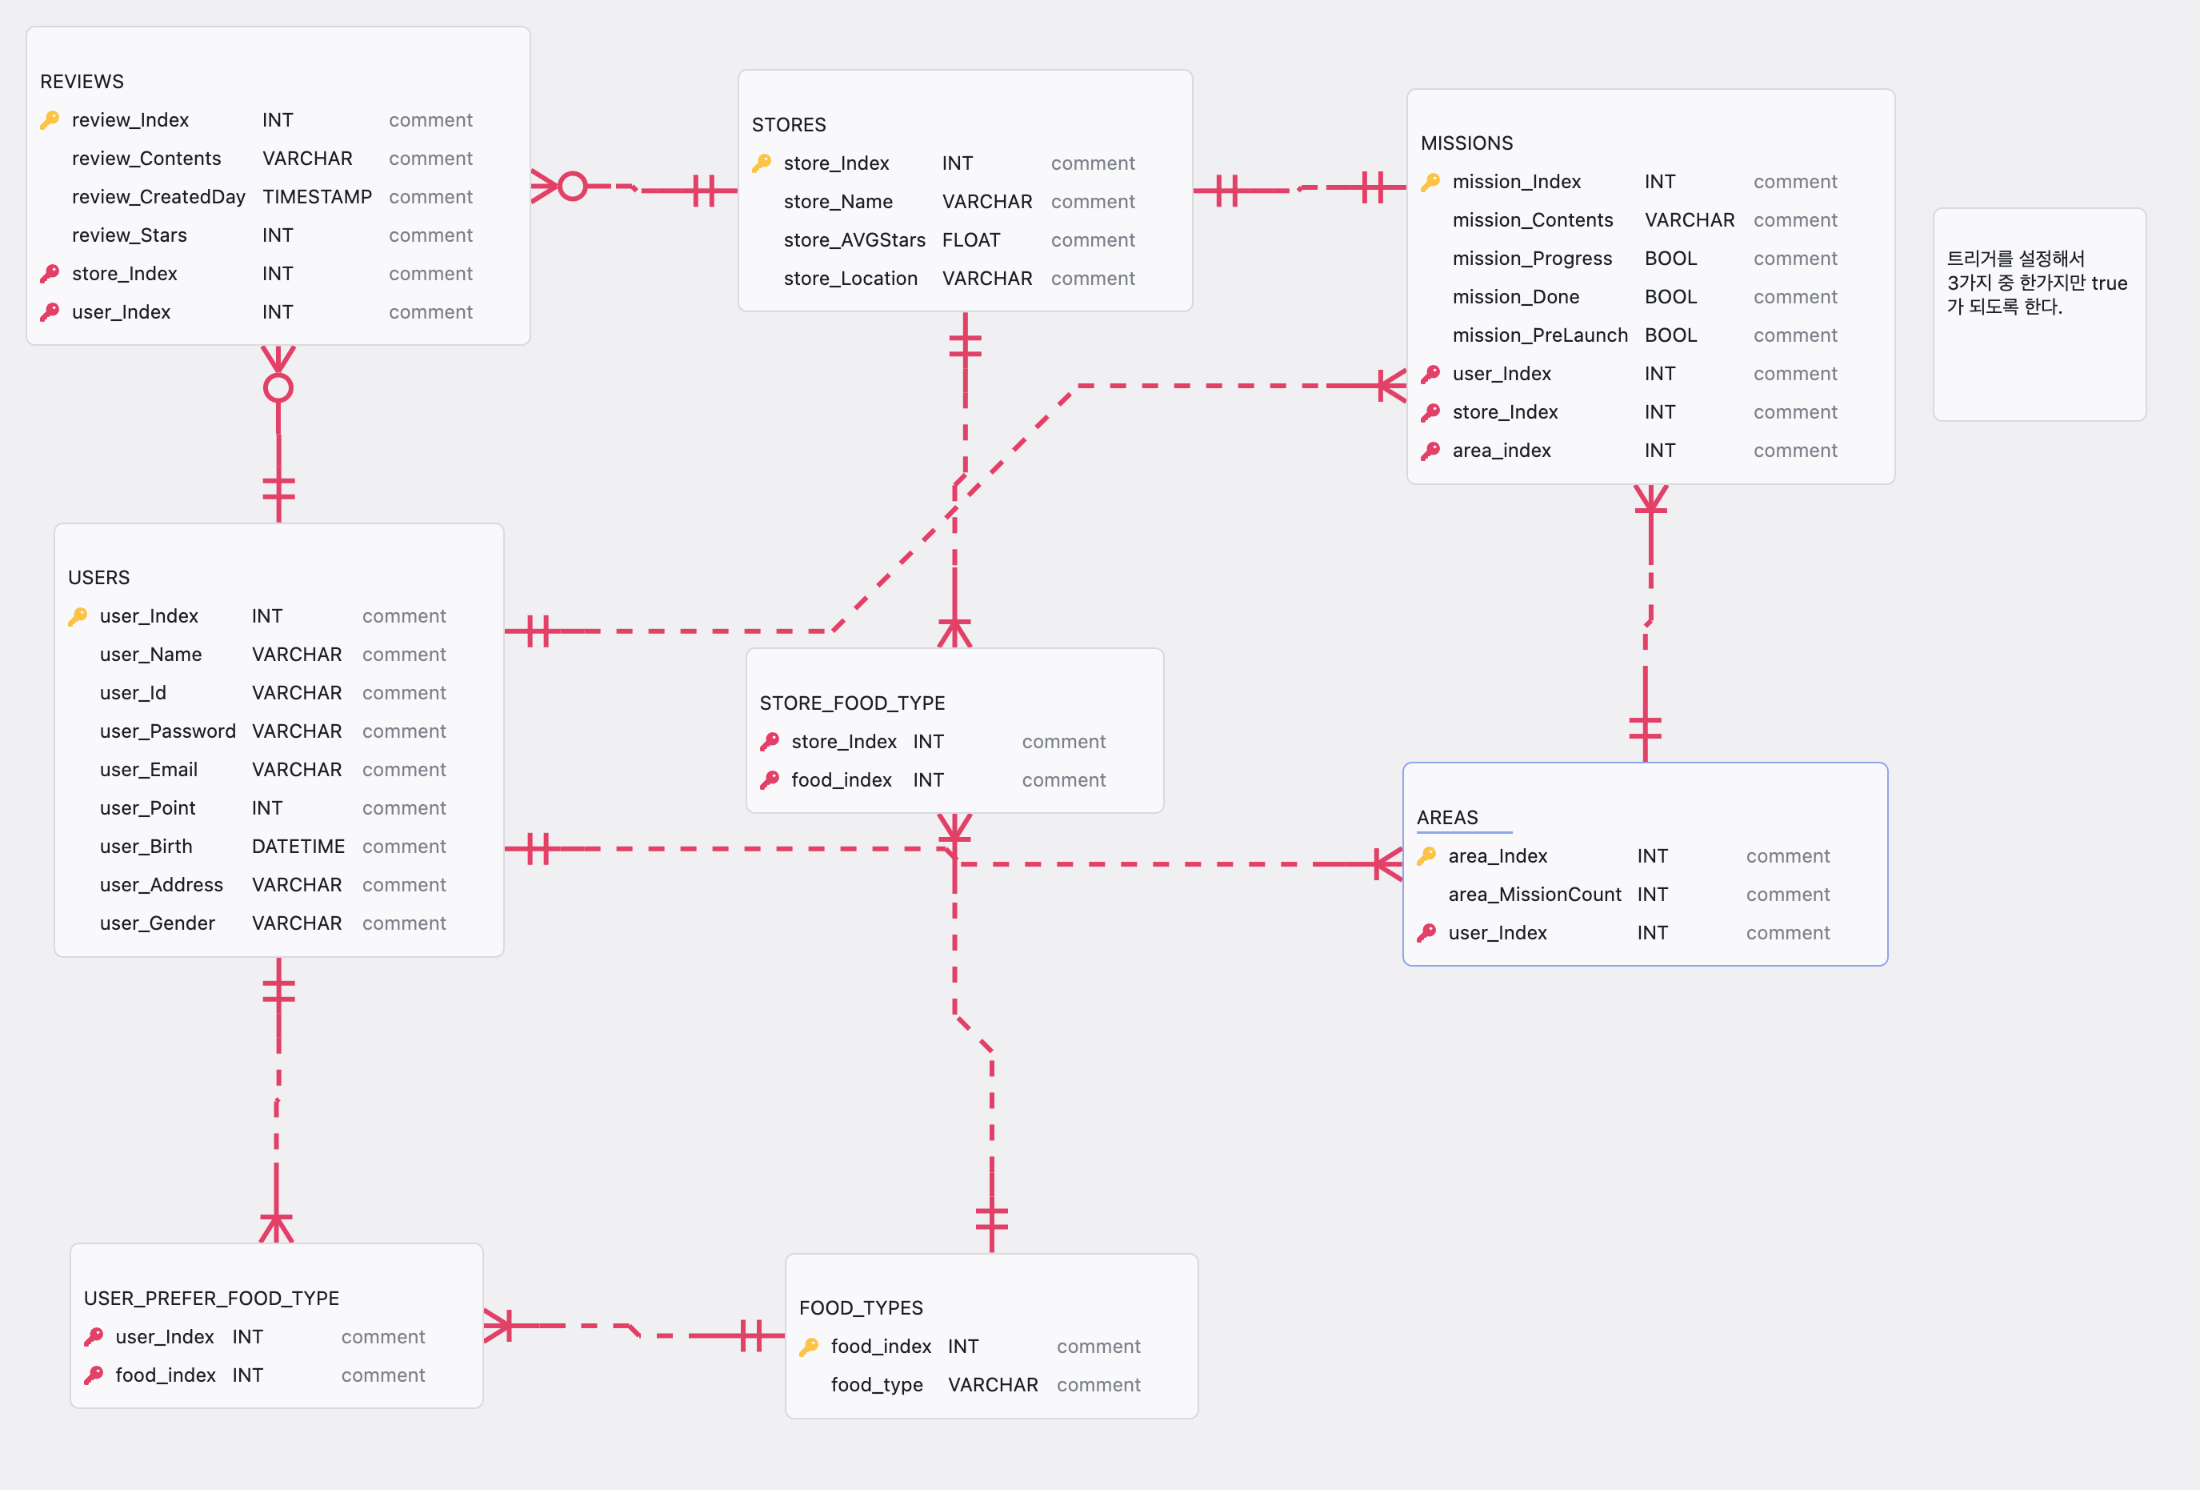 REVIEWS
review_Index INT comment
review_Contents VARCHAR comment
review_CreatedDay TIMESTAMP comment
review_Stars INT comment
store_Index INT comment
user_Index INT comment
STORES
store_Index INT comment
store_Name VARCHAR comment
store_AVGStars FLOAT comment
store_Location VARCHAR comment
MISSIONS
mission_Index INT comment
mission_Contents VARCHAR comment
mission_Progress BOOL comment
mission_Done BOOL comment
mission_PreLaunch BOOL comment
user_Index INT comment
store_Index INT comment
area_index INT comment
트리거를 설정해서
3가지 중 한가지만 true
가 되도록 한다.
USERS
user_Index INT comment
user_Name VARCHAR comment
user_Id VARCHAR comment
user_Password VARCHAR comment
user_Email VARCHAR comment
user_Point INT comment
user_Birth DATETIME comment
user_Address VARCHAR comment
user_Gender VARCHAR comment
STORE_FOOD_TYPE
store_Index INT comment
food_index INT comment
AREAS
area_Index INT comment
area_MissionCount INT comment
user_Index INT comment
USER_PREFER_FOOD_TYPE
user_Index INT comment
food_index INT comment
FOOD_TYPES
food_index INT comment
food_type VARCHAR comment